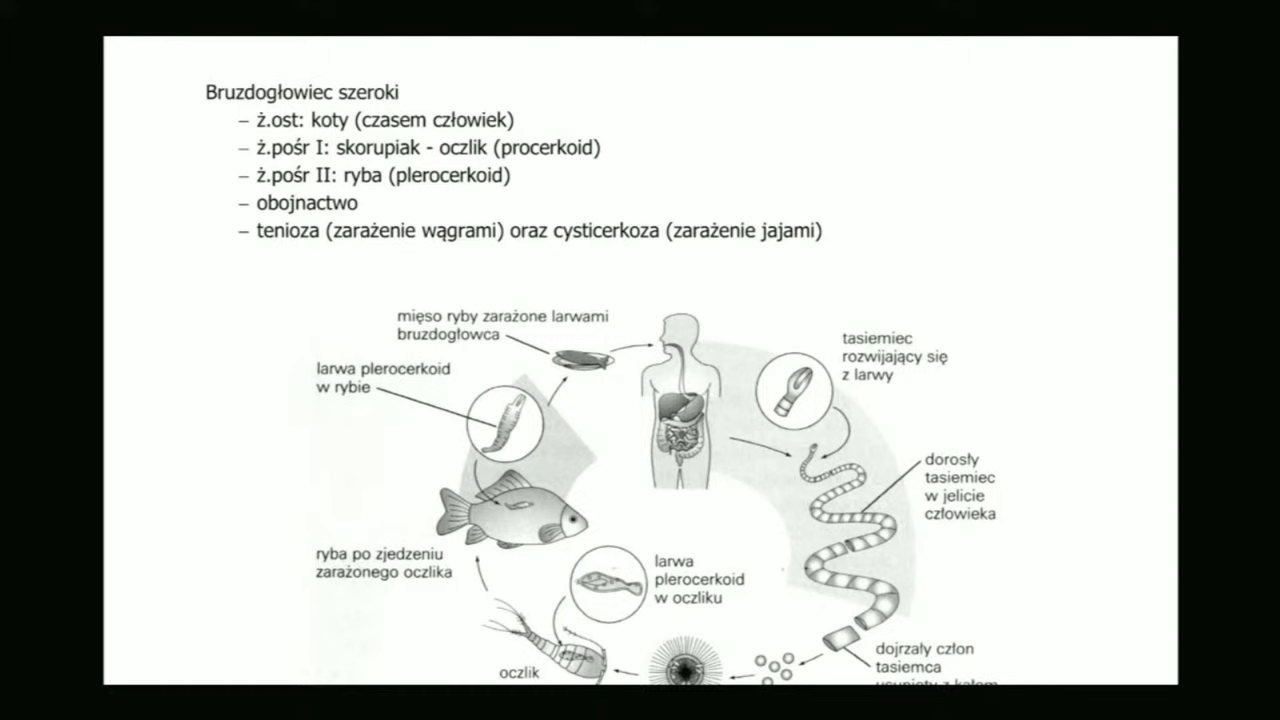 Bruzdogłowiec szeroki
– ż.ost: koty (czasem człowiek)
– ż.pośr I: skorupiak - oczlik (procerkoid)
– ż.pośr II: ryba (plerocerkoid)
– obojnactwo
– tenioza (zarażenie wągrami) oraz cysticerkoza (zarażenie jajami)
mięso ryby zarażone larwami
bruzdogłowca
tasiemiec
rozwijający się
z larwy
larwa plerocerkoid
w rybie
dorosły
tasiemiec
w jelicie
człowieka
ryba po zjedzeniu
zarażonego oczlika
larwa
plerocerkoid
w oczliku
dojrzały człon
tasiemca
oczlik